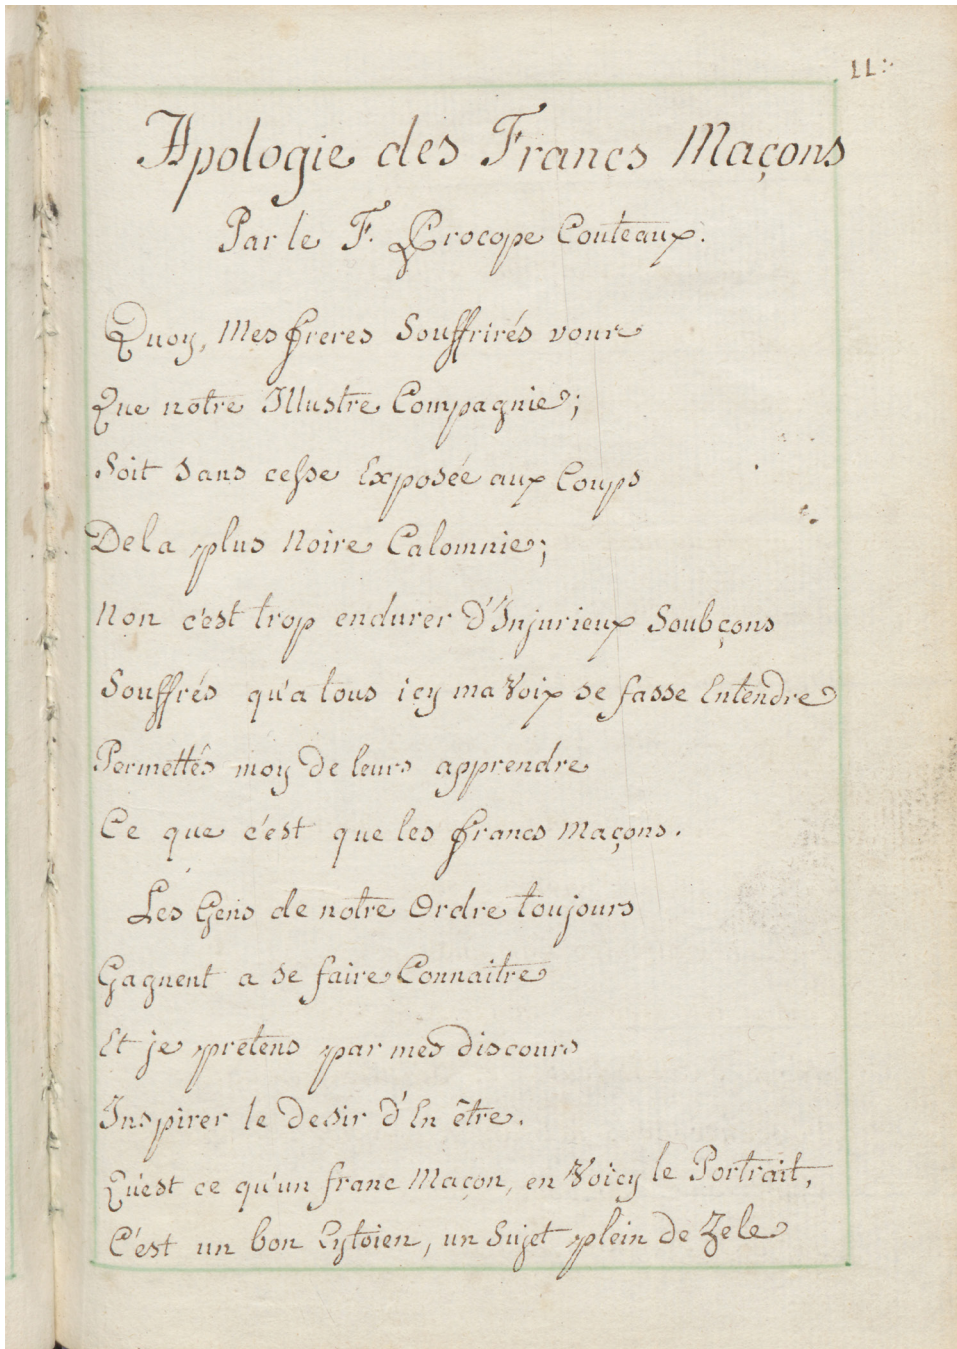 11:
Apologie des Francs Maçons
Par le F. Procope Couteaux.
Quoy, Mes freres Souffrirés vous
Que notre Illustre Compagnie;
Soit Sans cesse Exposée aux Coups
De la plus Noire Calomnie;
Non c'est trop endurer d'Injurieux Soubçons
Souffrés qu'a tous icy ma Voix se fasse Entendre
Permettés moy de leurs apprendre
Ce que c'est que les francs Maçons.
Les Gens de notre Ordre toujours
Gagnent a se faire Connaitre
Et je pretens par mes discours
Inspirer le Desir d'En être.
Qu'est ce qu'un franc Maçon, en Voicy le Portrait,
C'est un bon Cytoien, un Sujet plein de Zele